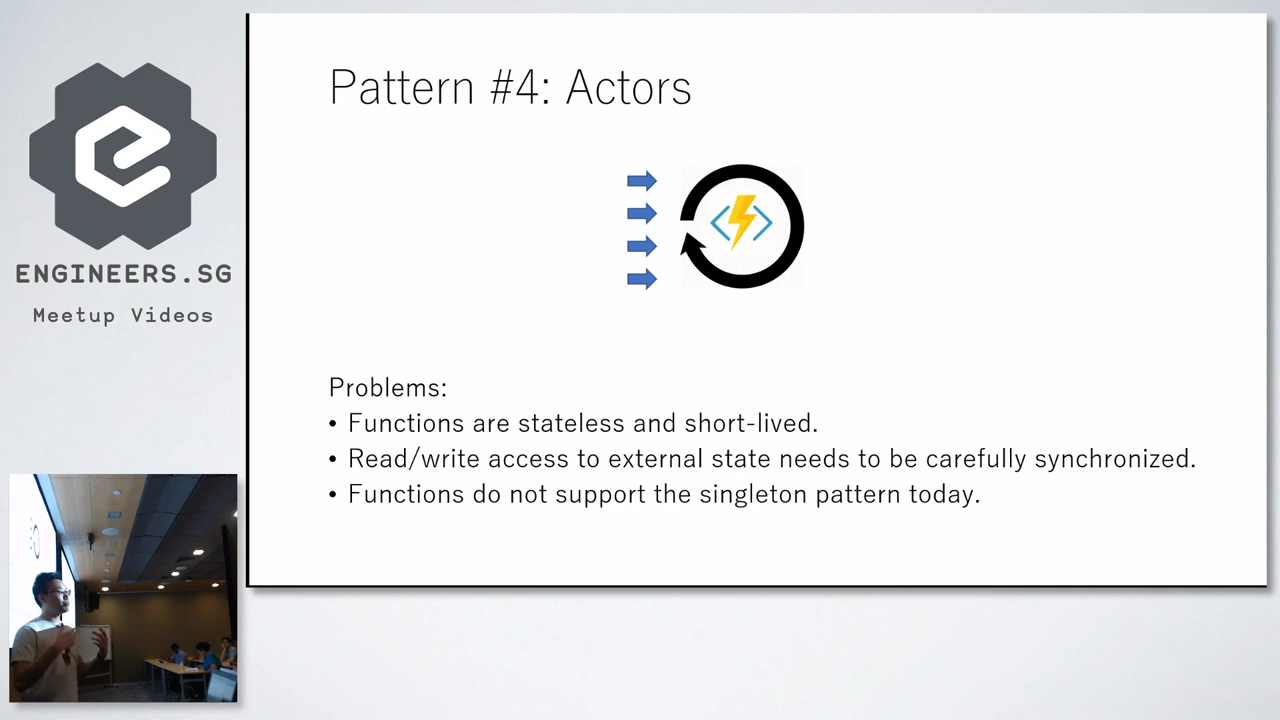 Pattern #4: Actors
ENGINEERS.SG
Meetup Videos
Problems:
• Functions are stateless and short-lived.
• Read/write access to external state needs to be carefully synchronized.
• Functions do not support the singleton pattern today.